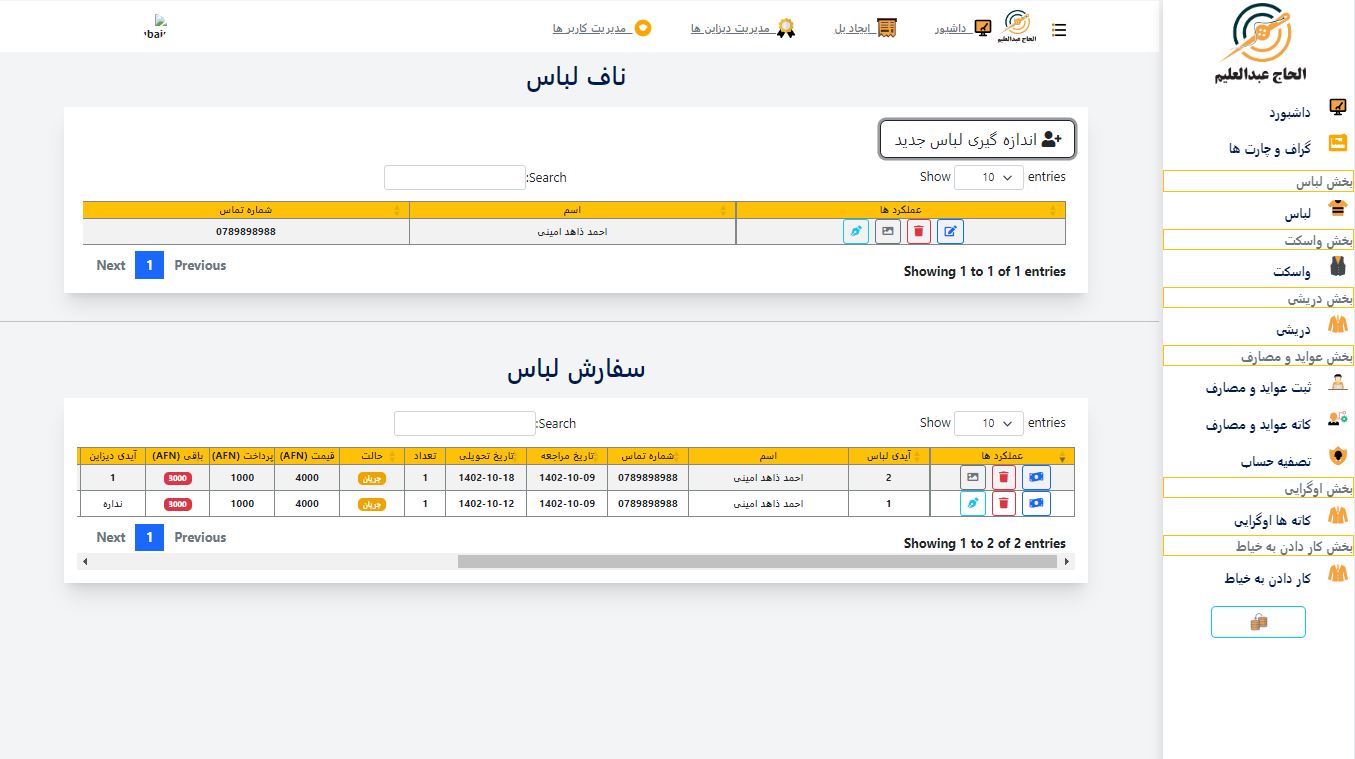 الحاج عبدالعلیم
داشبورد
گراف و چارت ها
بخش لباس
لباس
بخش واسکت
واسکت
بخش دریشی
دریشی
بخش عواید و مصارف
ثبت عواید و مصارف
کاته عواید و مصارف
تصفیه حساب
بخش اوگرایی
کاته ها اوگرایی
بخش کار دادن به خیاط
کار دادن به خیاط
الحاج عبدالعلیم
داشبورد
ایجاد بل
مدیریت دیزاین ها
مدیریت کاربر ها
ناف لباس
اندازه گیری لباس جدید
Show 10 entries
Search:
عملکرد ها اسم شماره تماس
احمد ذاهد امینی 0789898988
Showing 1 to 1 of 1 entries
Previous 1 Next
سفارش لباس
Show 10 entries
Search:
عملکرد ها آیدی لباس اسم شماره تماس تاریخ مراجعه تاریخ تحویلی تعداد حالت قیمت (AFN) پرداخت (AFN) باقی (AFN) آیدی دیزاین
2 احمد ذاهد امینی 0789898988 1402-10-09 1402-10-18 1 جریان 4000 1000 3000 1
1 احمد ذاهد امینی 0789898988 1402-10-09 1402-10-12 1 جریان 4000 1000 3000 نداره
Showing 1 to 2 of 2 entries
Previous 1 Next